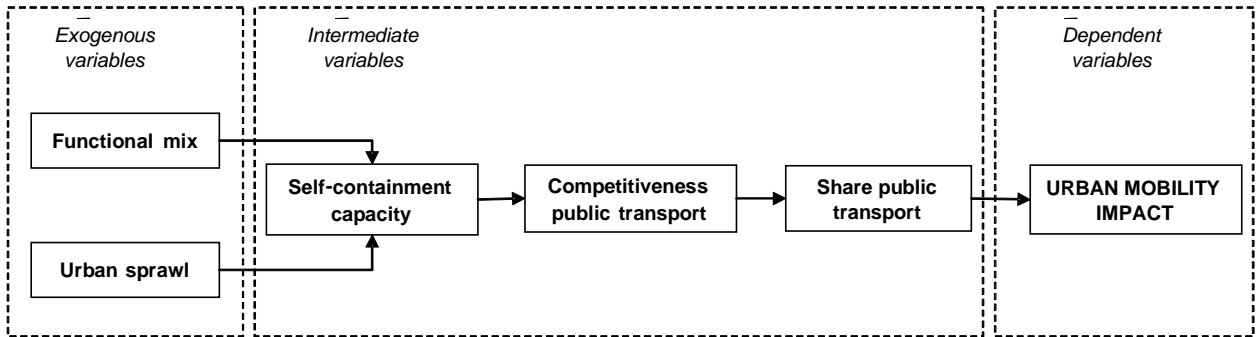 Exogenous
variables
Intermediate
variables
Dependent
variables
Functional mix
Self-containment
capacity
Competitiveness
public transport
Share public
transport
URBAN MOBILITY
IMPACT
Urban sprawl